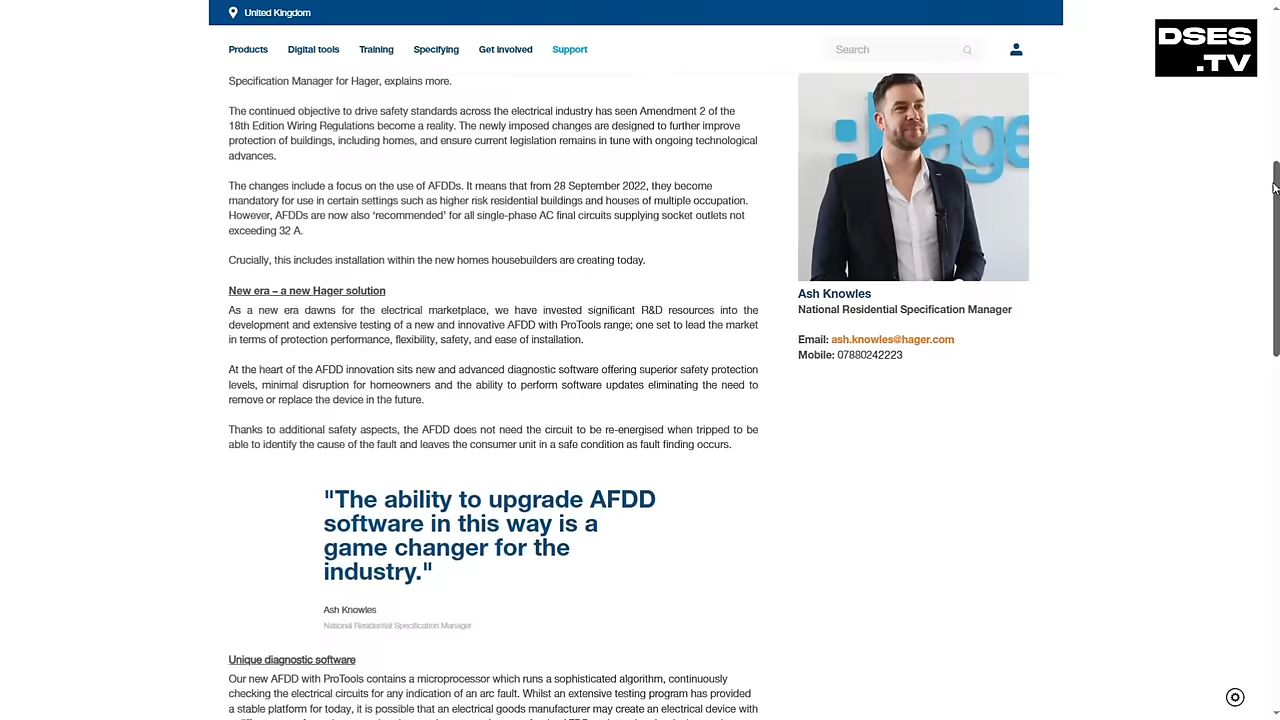 United Kingdom
DSES
.TV
Products Digital tools Training Specifying Get involved Support Search
Specification Manager for Hager, explains more.
The continued objective to drive safety standards across the electrical industry has seen Amendment 2 of the
18th Edition Wiring Regulations become a reality. The newly imposed changes are designed to further improve
protection of buildings, including homes, and ensure current legislation remains in tune with ongoing technological
advances.
The changes include a focus on the use of AFDDs. It means that from 28 September 2022, they become
mandatory for use in certain settings such as higher risk residential buildings and houses of multiple occupation.
However, AFDDs are now also ‘recommended’ for all single-phase AC final circuits supplying socket outlets not
exceeding 32 A.
Crucially, this includes installation within the new homes housebuilders are creating today.
New era – a new Hager solution
As a new era dawns for the electrical marketplace, we have invested significant R&D resources into the
development and extensive testing of a new and innovative AFDD with ProTools range; one set to lead the market
in terms of protection performance, flexibility, safety, and ease of installation.
At the heart of the AFDD innovation sits new and advanced diagnostic software offering superior safety protection
levels, minimal disruption for homeowners and the ability to perform software updates eliminating the need to
remove or replace the device in the future.
Thanks to additional safety aspects, the AFDD does not need the circuit to be re-energised when tripped to be
able to identify the cause of the fault and leaves the consumer unit in a safe condition as fault finding occurs.
"The ability to upgrade AFDD
software in this way is a
game changer for the
industry."
Ash Knowles
National Residential Specification Manager
Unique diagnostic software
Our new AFDD with ProTools contains a microprocessor which runs a sophisticated algorithm, continuously
checking the electrical circuits for any indication of an arc fault. Whilst an extensive testing program has provided
a stable platform for today, it is possible that an electrical goods manufacturer may create an electrical device with
:hage
Ash Knowles
National Residential Specification Manager
Email: ash.knowles@hager.com
Mobile: 07880242223